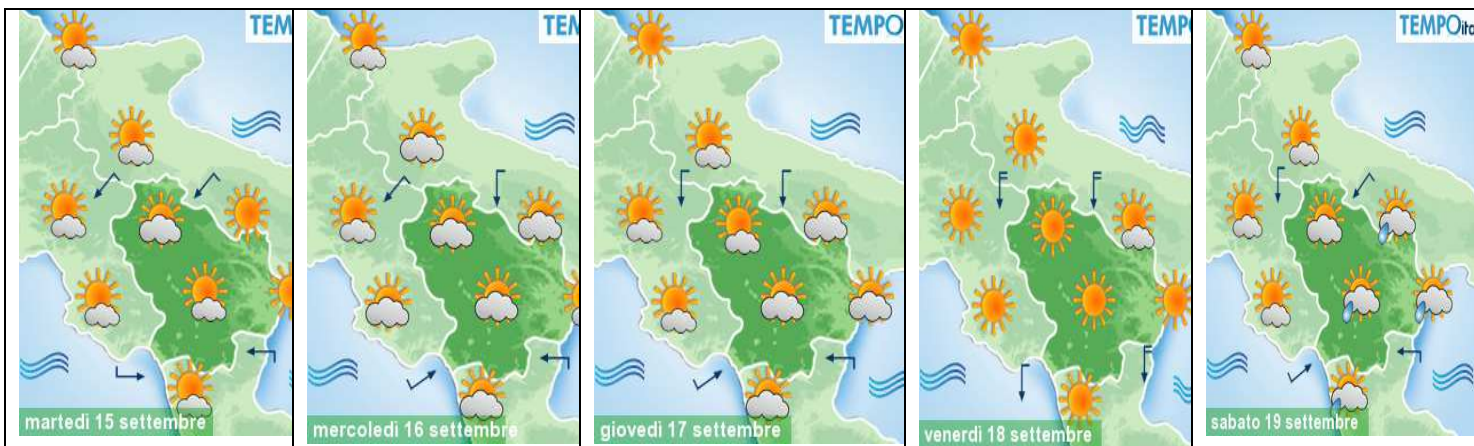 TEM
TEM
TEMPO
TEMP
TEMPOita
martedì 15 settembre
mercoledì 16 settembre
giovedì 17 settembre
venerdì 18 settembre
sabato 19 settembre